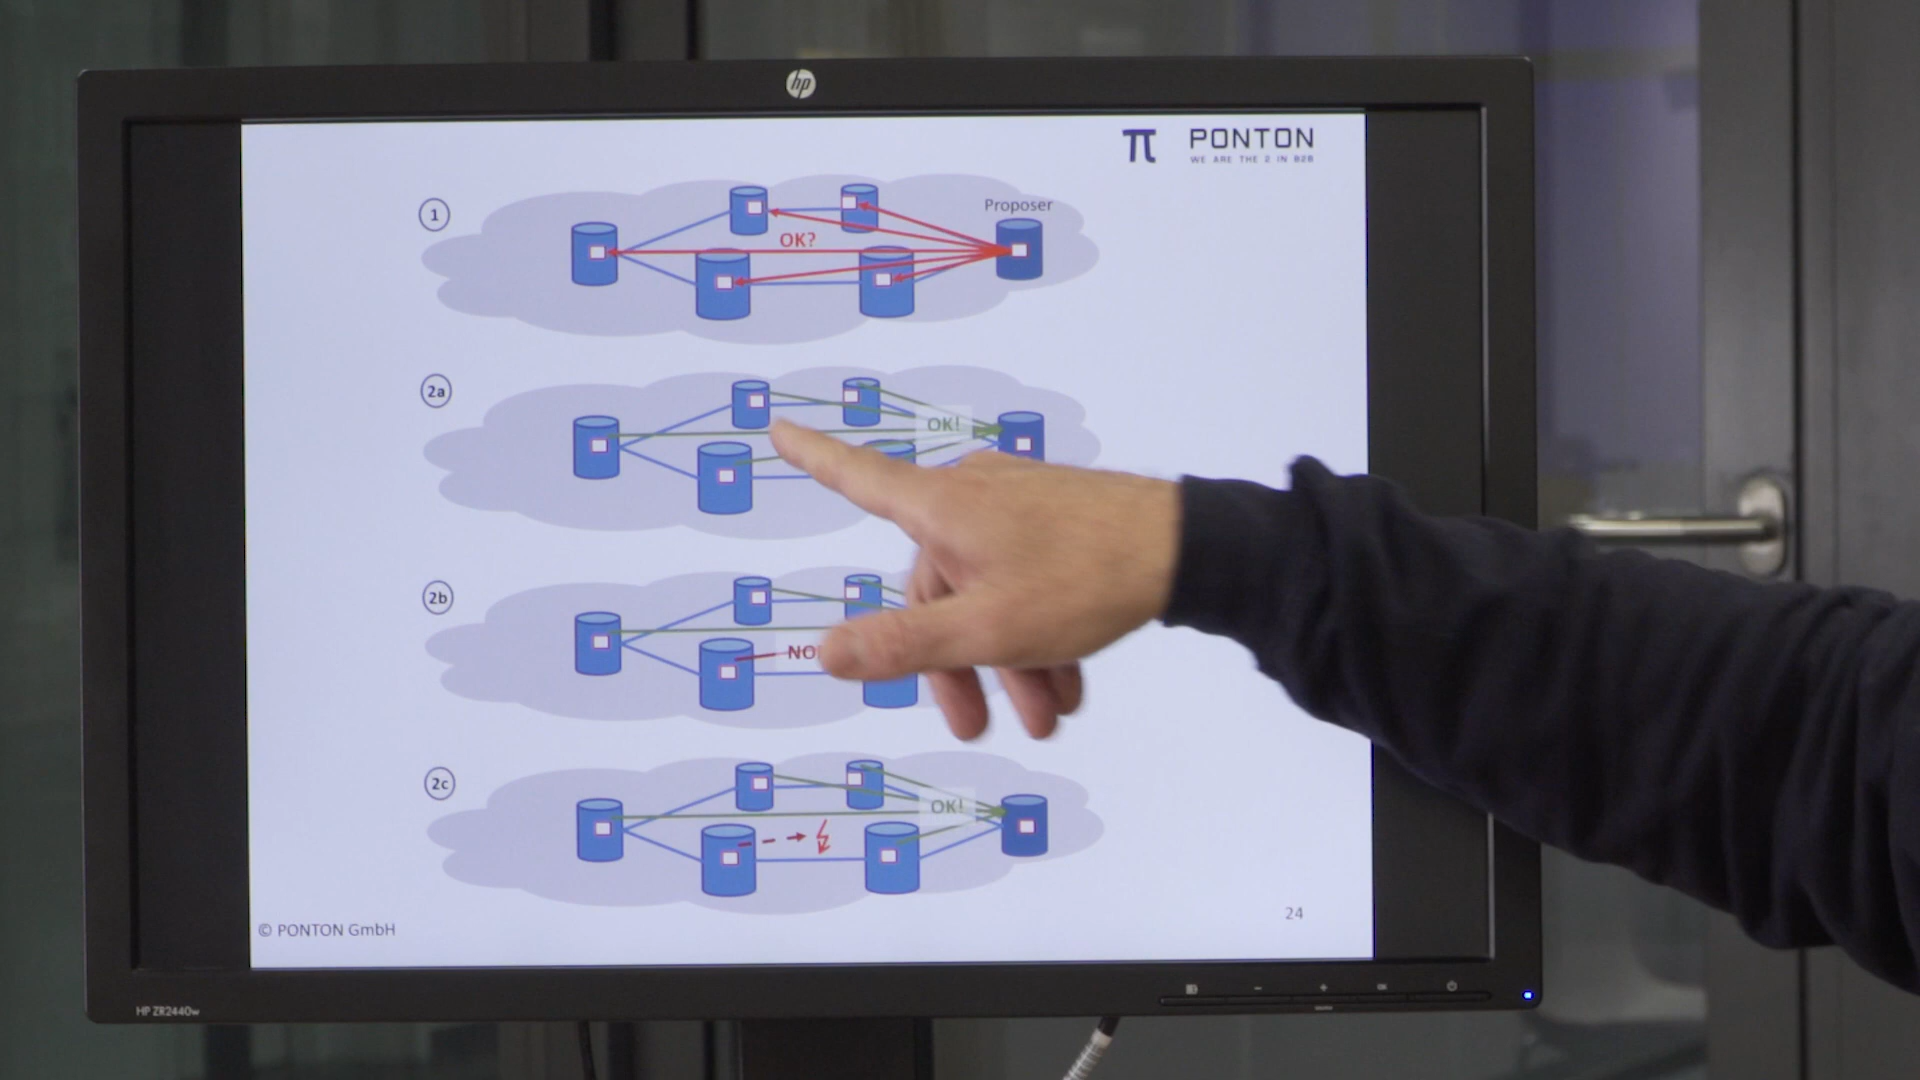 hp
π PONTON
WE ARE THE 2 IN B2B
1
Proposer
OK?
2a
OK!
2b
2c
OK!
24
© PONTON GmbH
HP ZR2440w